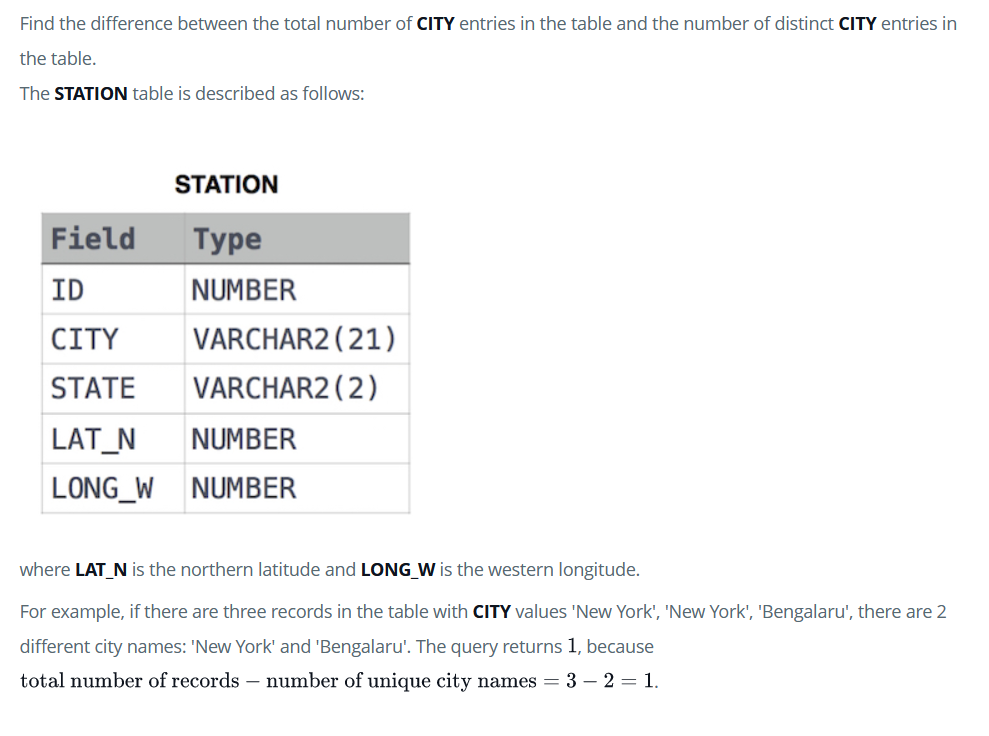 Find the difference between the total number of CITY entries in the table and the number of distinct CITY entries in
the table.
The STATION table is described as follows:
STATION
Field Type
ID NUMBER
CITY VARCHAR2(21)
STATE VARCHAR2(2)
LAT_N NUMBER
LONG_W NUMBER
where LAT_N is the northern latitude and LONG_W is the western longitude.
For example, if there are three records in the table with CITY values 'New York', 'New York', 'Bengalaru', there are 2
different city names: 'New York' and 'Bengalaru'. The query returns 1, because
total number of records − number of unique city names = 3 − 2 = 1.